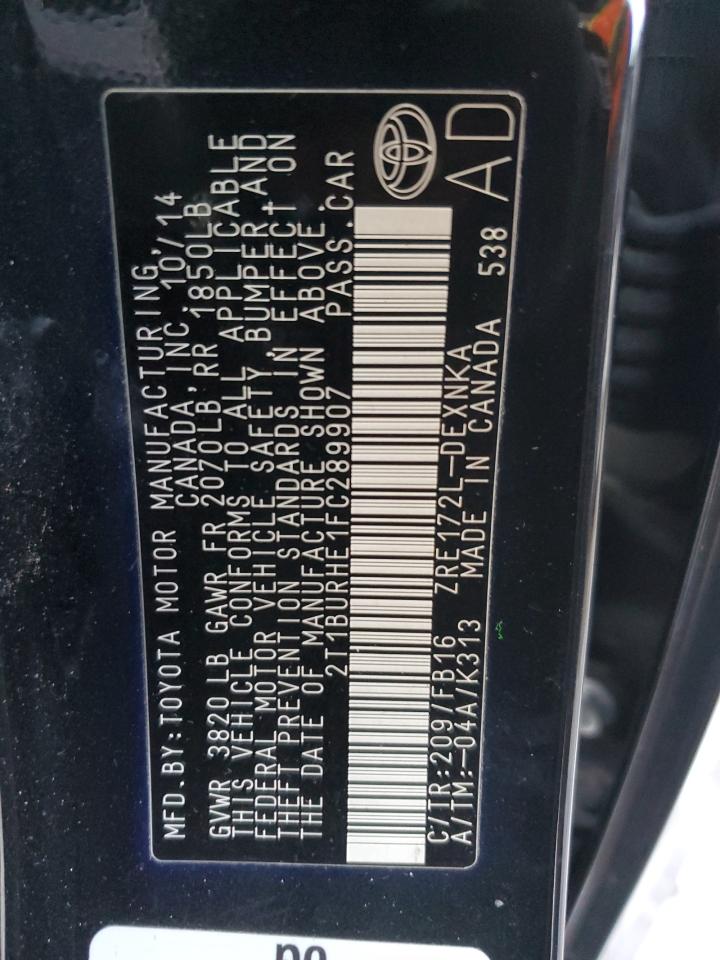 MFD.BY:TOYOTA MOTOR MANUFACTURING,
CANADA, INC. 10/14
GVWR 3820LB GAWR FR 2070LB RR 1850LB
THIS VEHICLE CONFORMS TO ALL APPLICABLE
FEDERAL MOTOR VEHICLE SAFETY, BUMPER AND
THEFT PREVENTION STANDARDS IN EFFECT ON
THE DATE OF MANUFACTURE SHOWN ABOVE.
2T1BURHE1FC289907 PASS.CAR
C/TR:209/FB16 ZRE172L-DEXNKA
A/TM:-04A/K313 MADE IN CANADA 538
AD